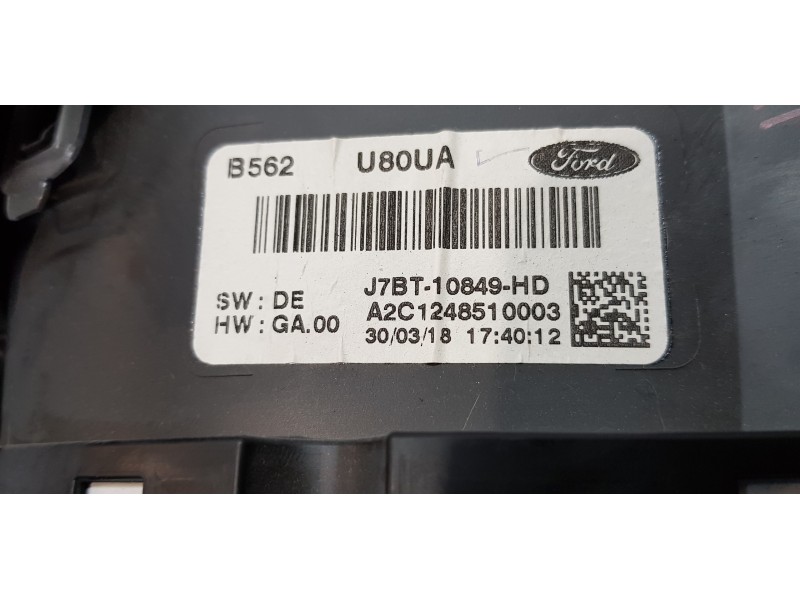 B562 U80UA Ford
J7BT-10849-HD
SW: DE A2C1248510003
HW: GA.00 30/03/18 17:40:12